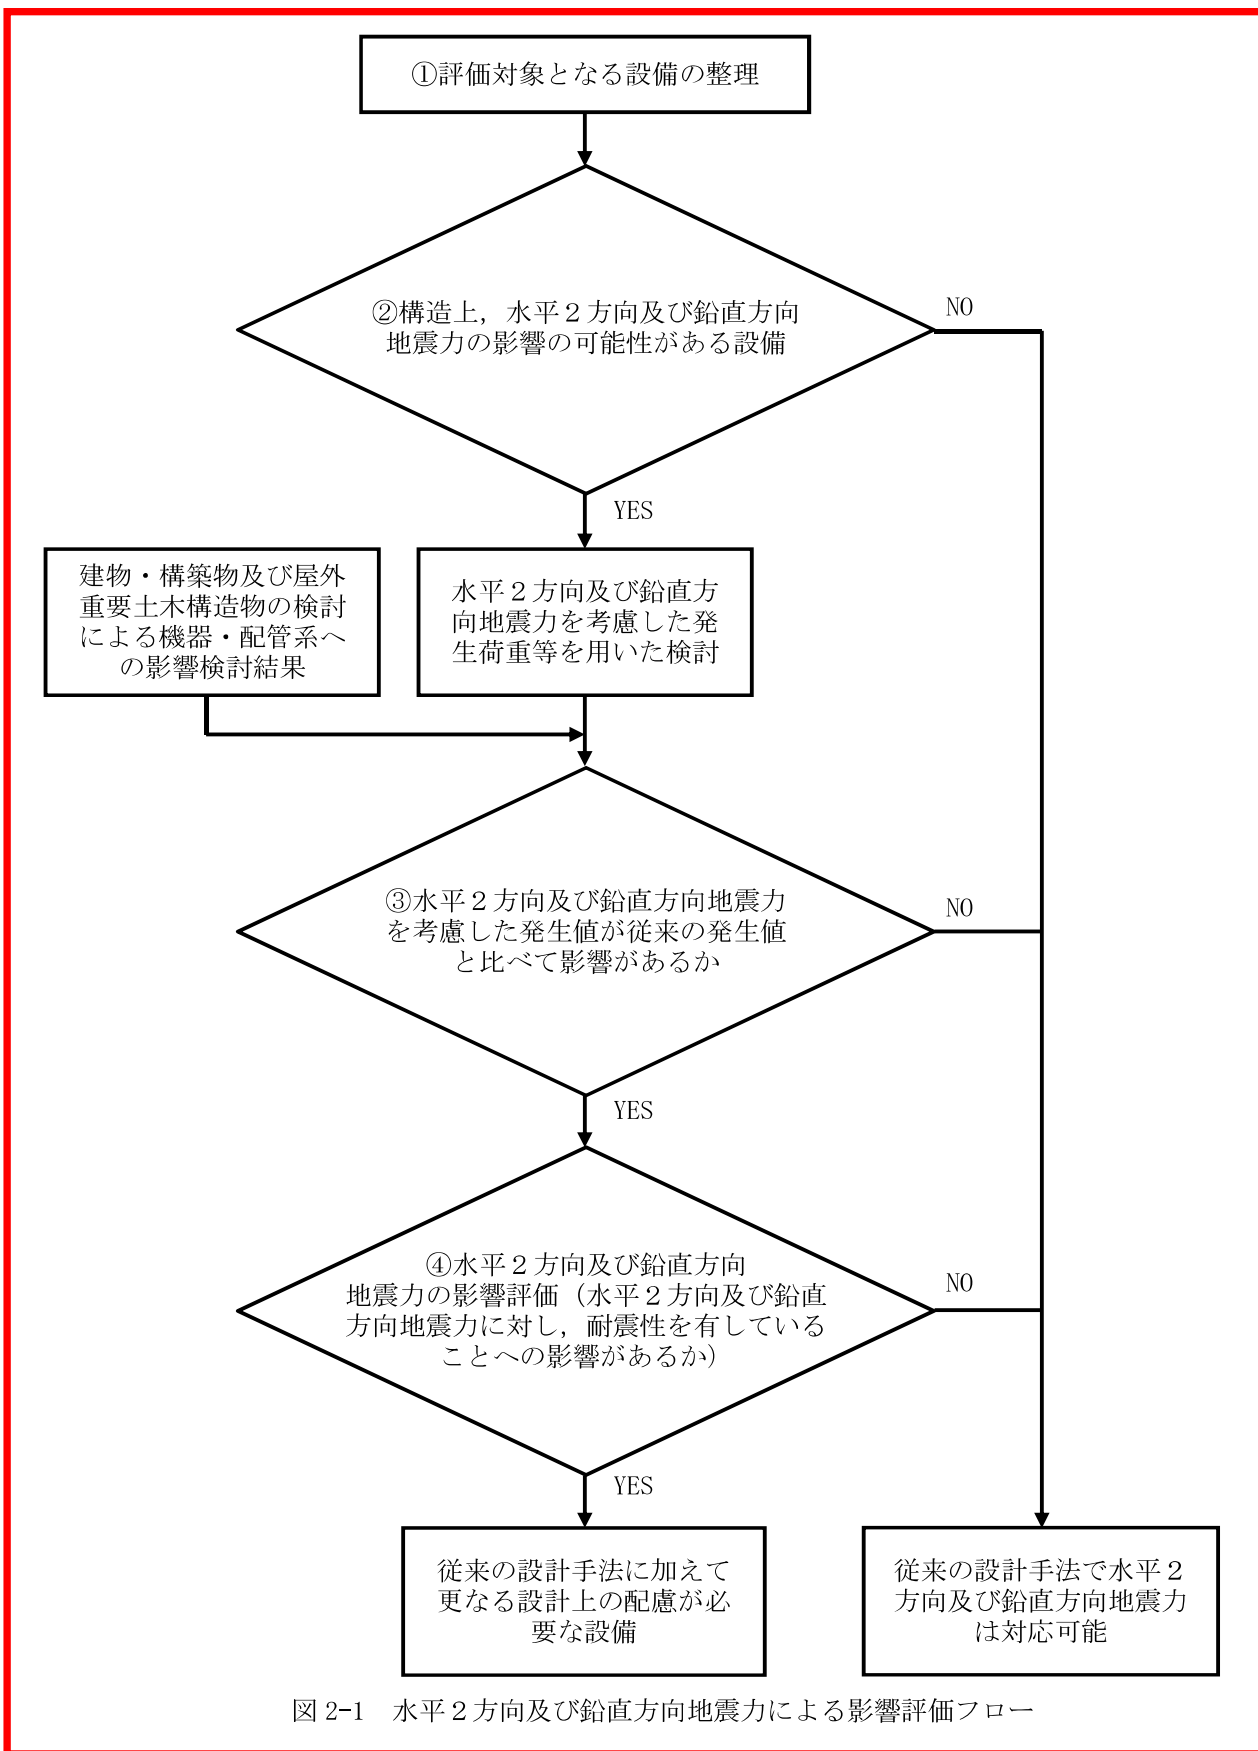 ①評価対象となる設備の整理
②構造上，水平２方向及び鉛直方向
地震力の影響の可能性がある設備
NO
YES
建物・構築物及び屋外
重要土木構造物の検討
による機器・配管系へ
の影響検討結果
水平２方向及び鉛直方
向地震力を考慮した発
生荷重等を用いた検討
③水平２方向及び鉛直方向地震力
を考慮した発生値が従来の発生値
と比べて影響があるか
NO
YES
④水平２方向及び鉛直方向
地震力の影響評価（水平２方向及び鉛直
方向地震力に対し，耐震性を有している
ことへの影響があるか）
NO
YES
従来の設計手法に加えて
更なる設計上の配慮が必
要な設備
従来の設計手法で水平２
方向及び鉛直方向地震力
は対応可能
図 2-1　水平２方向及び鉛直方向地震力による影響評価フロー